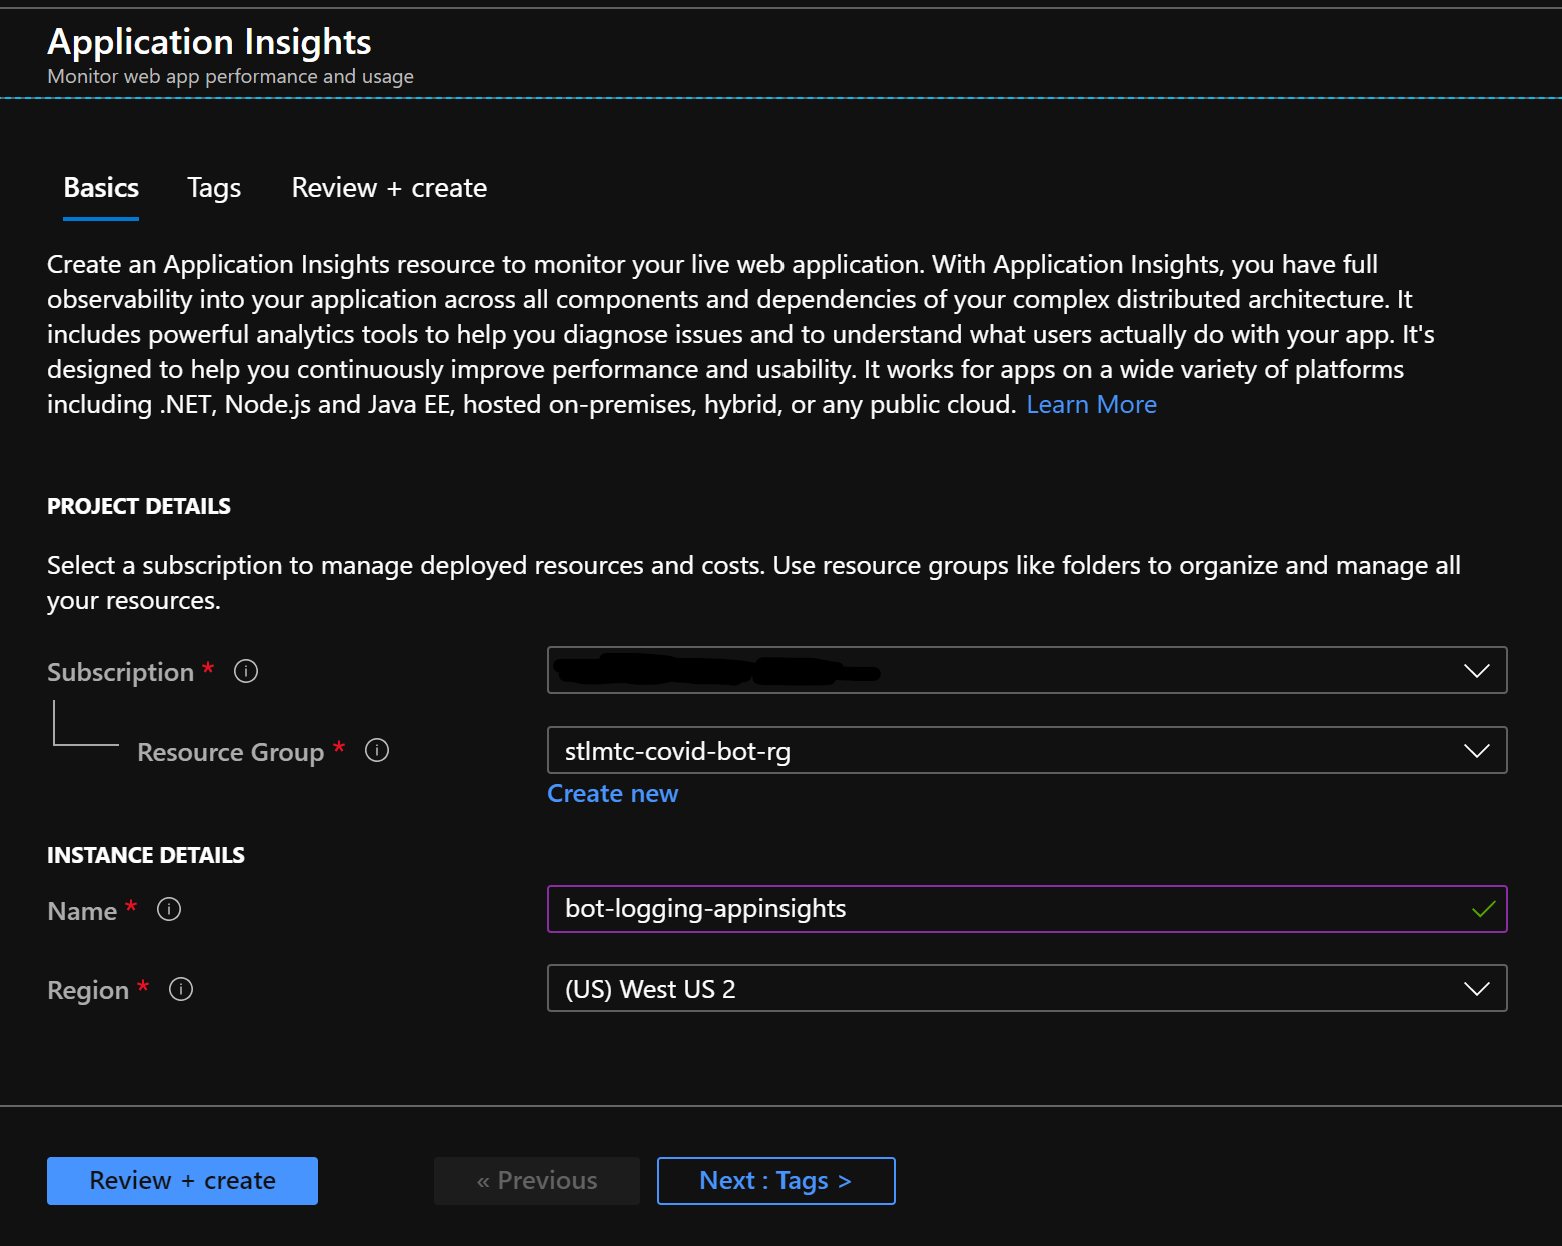 Application Insights
Monitor web app performance and usage
Basics Tags Review + create
Create an Application Insights resource to monitor your live web application. With Application Insights, you have full
observability into your application across all components and dependencies of your complex distributed architecture. It
includes powerful analytics tools to help you diagnose issues and to understand what users actually do with your app. It's
designed to help you continuously improve performance and usability. It works for apps on a wide variety of platforms
including .NET, Node.js and Java EE, hosted on-premises, hybrid, or any public cloud. Learn More
PROJECT DETAILS
Select a subscription to manage deployed resources and costs. Use resource groups like folders to organize and manage all
your resources.
Subscription *
Resource Group * stlmtc-covid-bot-rg
Create new
INSTANCE DETAILS
Name * bot-logging-appinsights
Region * (US) West US 2
Review + create « Previous Next : Tags >